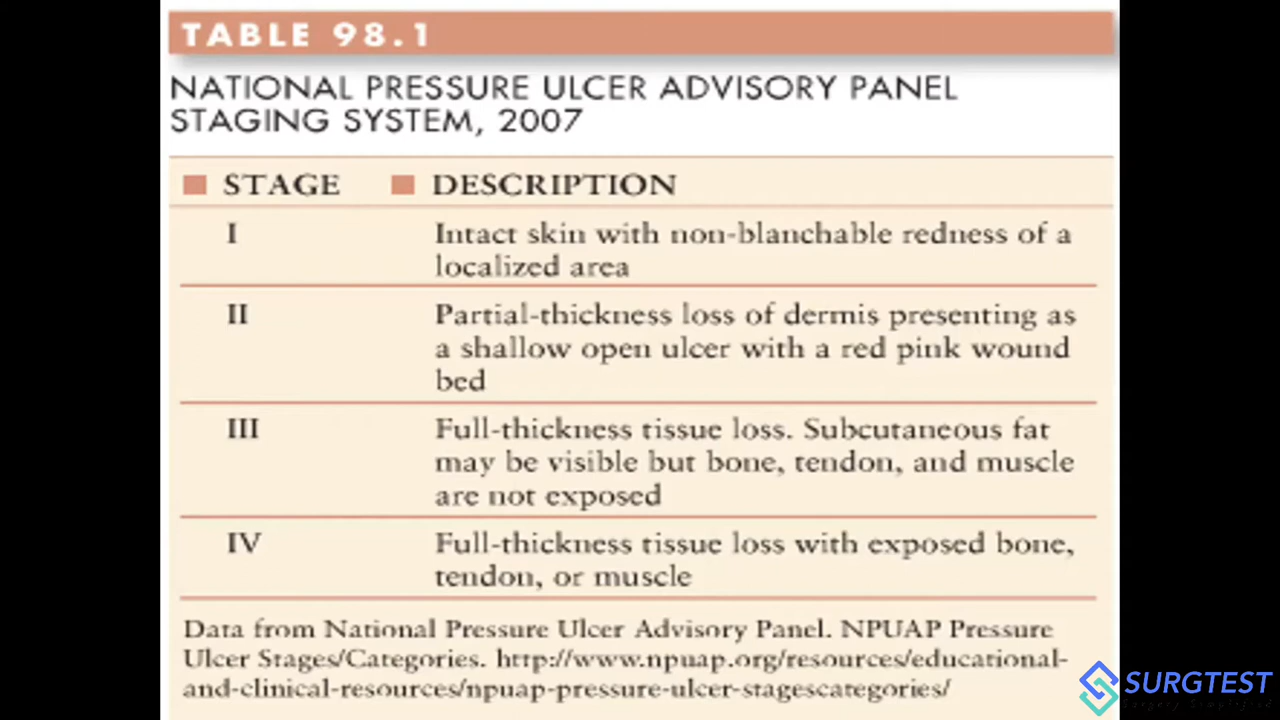 TABLE 98.1
NATIONAL PRESSURE ULCER ADVISORY PANEL
STAGING SYSTEM, 2007
STAGE DESCRIPTION
I Intact skin with non-blanchable redness of a
localized area
II Partial-thickness loss of dermis presenting as
a shallow open ulcer with a red pink wound
bed
III Full-thickness tissue loss. Subcutaneous fat
may be visible but bone, tendon, and muscle
are not exposed
IV Full-thickness tissue loss with exposed bone,
tendon, or muscle
Data from National Pressure Ulcer Advisory Panel. NPUAP Pressure
Ulcer Stages/Categories. http://www.npuap.org/resources/educational-
and-clinical-resources/npuap-pressure-ulcer-stagescategories/
SURGTEST
Surgery Simplified